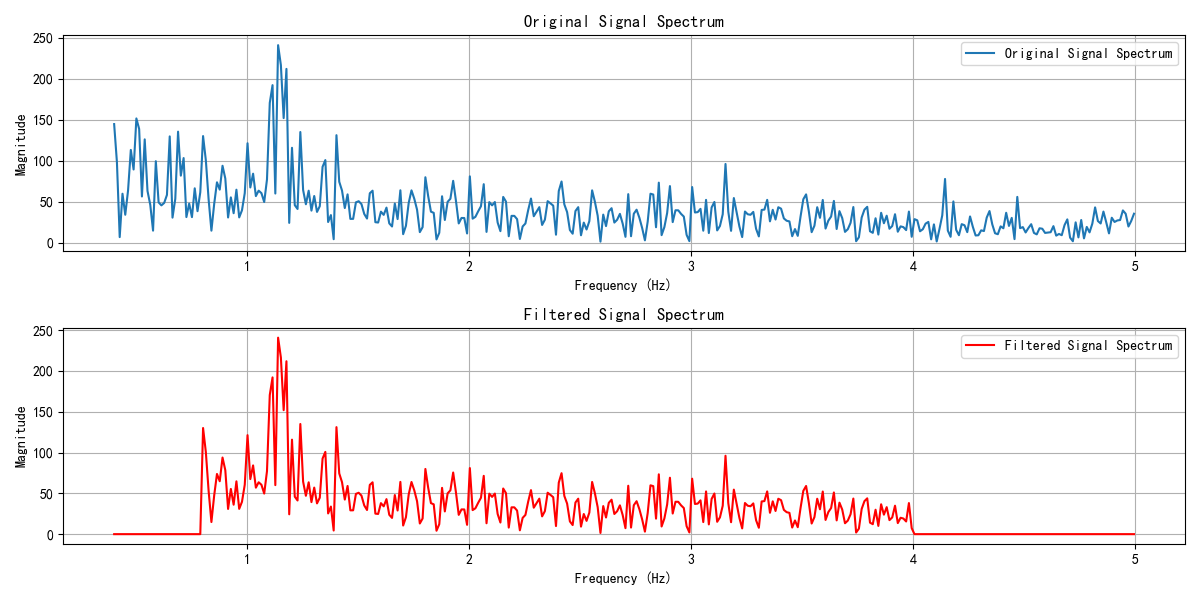 Original Signal Spectrum
250
200
150
100
50
0
Magnitude
Original Signal Spectrum
1 2 3 4 5
Frequency (Hz)
Filtered Signal Spectrum
250
200
150
100
50
0
Magnitude
Filtered Signal Spectrum
1 2 3 4 5
Frequency (Hz)